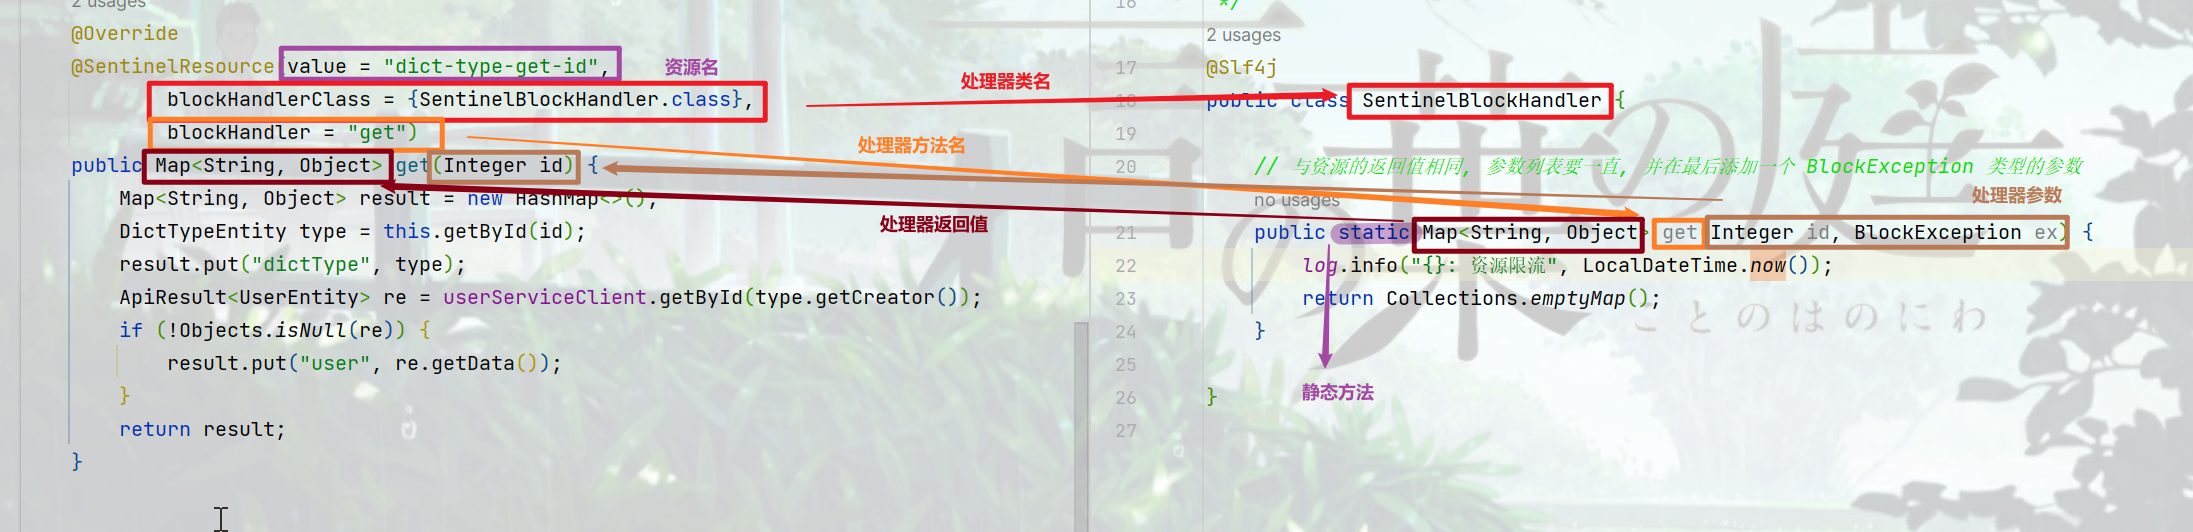 2 usages
@Override
@SentinelResource(value = "dict-type-get-id",
资源名
blockHandlerClass = {SentinelBlockHandler.class},
blockHandler = "get")
public Map<String, Object> get(Integer id) {
Map<String, Object> result = new HashMap<>();
DictTypeEntity type = this.getById(id);
result.put("dictType", type);
ApiResult<UserEntity> re = userServiceClient.getById(type.getCreator());
if (!Objects.isNull(re)) {
result.put("user", re.getData());
}
return result;
}
处理器类名
处理器方法名
处理器返回值
16 */
2 usages
17 @Slf4j
18 public class SentinelBlockHandler {
19
20 // 与资源的返回值相同, 参数列表要一直, 并在最后添加一个 BlockException 类型的参数
处理器参数
no usages
21 public static Map<String, Object> get(Integer id, BlockException ex) {
22 log.info("{}: 资源限流", LocalDateTime.now());
23 return Collections.emptyMap();
24 }
25
静态方法
26 }
27
言の葉の庭
ことのはのにわ